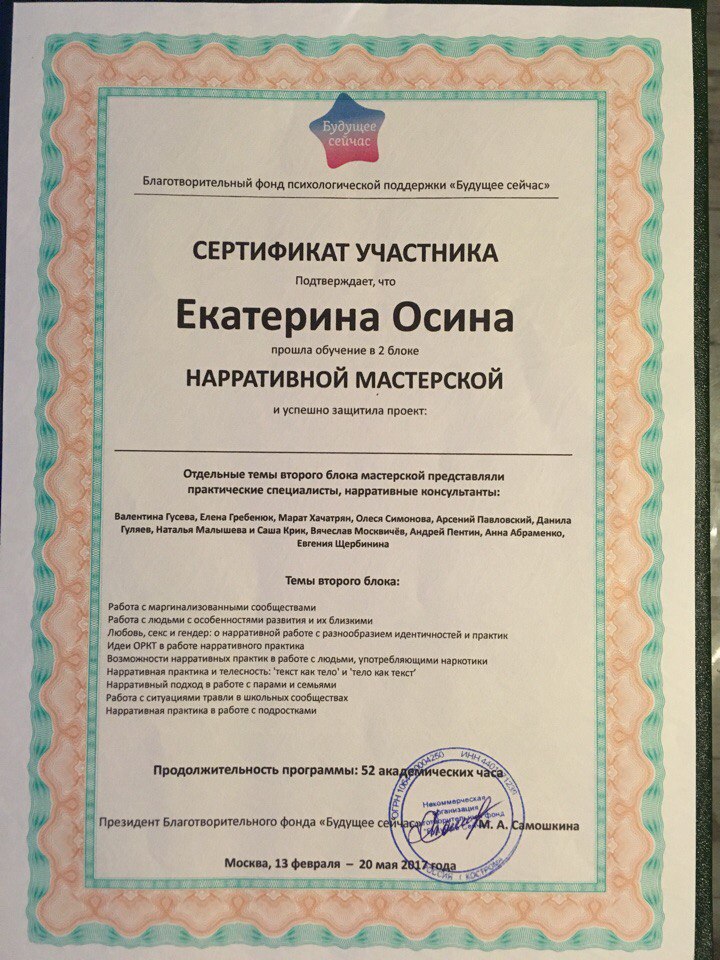 Будущее
сейчас
Благотворительный фонд психологической поддержки «Будущее сейчас»
СЕРТИФИКАТ УЧАСТНИКА
Подтверждает, что
Екатерина Осина
прошла обучение в 2 блоке
НАРРАТИВНОЙ МАСТЕРСКОЙ
и успешно защитила проект:
Отдельные темы второго блока мастерской представляли
практические специалисты, нарративные консультанты:
Валентина Гусева, Елена Гребенюк, Марат Хачатрян, Олеся Симонова, Арсений Павловский, Данила
Гуляев, Наталья Малышева и Саша Крик, Вячеслав Москвичёв, Андрей Пентин, Анна Абраменко,
Евгения Щербинина
Темы второго блока:
Работа с маргинализованными сообществами
Работа с людьми с особенностями развития и их близкими
Любовь, секс и гендер: о нарративной работе с разнообразием идентичностей и практик
Идеи ОРКТ в работе нарративного практика
Возможности нарративных практик в работе с людьми, употребляющими наркотики
Нарративная практика и телесность: 'текст как тело' и 'тело как текст'
Нарративный подход в работе с парами и семьями
Работа с ситуациями травли в школьных сообществах
Нарративная практика в работе с подростками
Продолжительность программы: 52 академических часа
Некоммерческая
организация
Президент Благотворительного фонда «Будущее сейчас» М. А. Самошкина
Москва, 13 февраля – 20 мая 2017 года
РОССИЯ г. КОСТРОМА